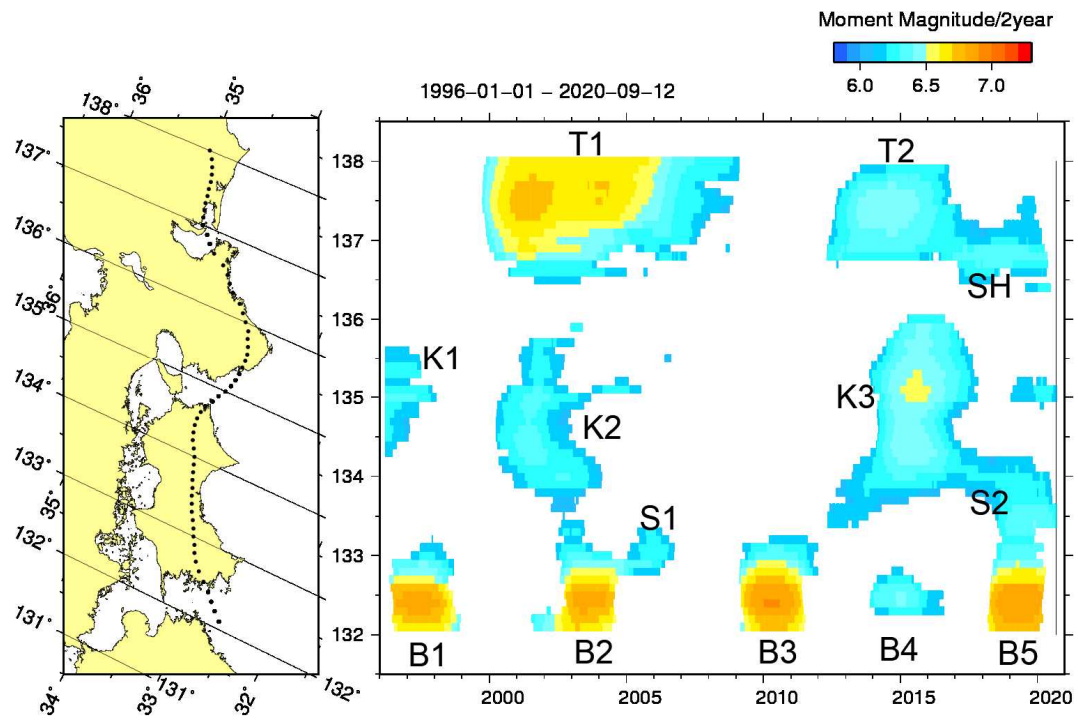 Moment Magnitude/2year
6.0 6.5 7.0
1996-01-01 - 2020-09-12
36° 35°
138°
137°
136°
135°
36°
134°
133°
35°
132°
131°
34° 33° 131° 32° 132°
138
137
136
135
134
133
132
T1
T2
SH
K1
K2
K3
S1
S2
B1 B2 B3 B4 B5
2000 2005 2010 2015 2020